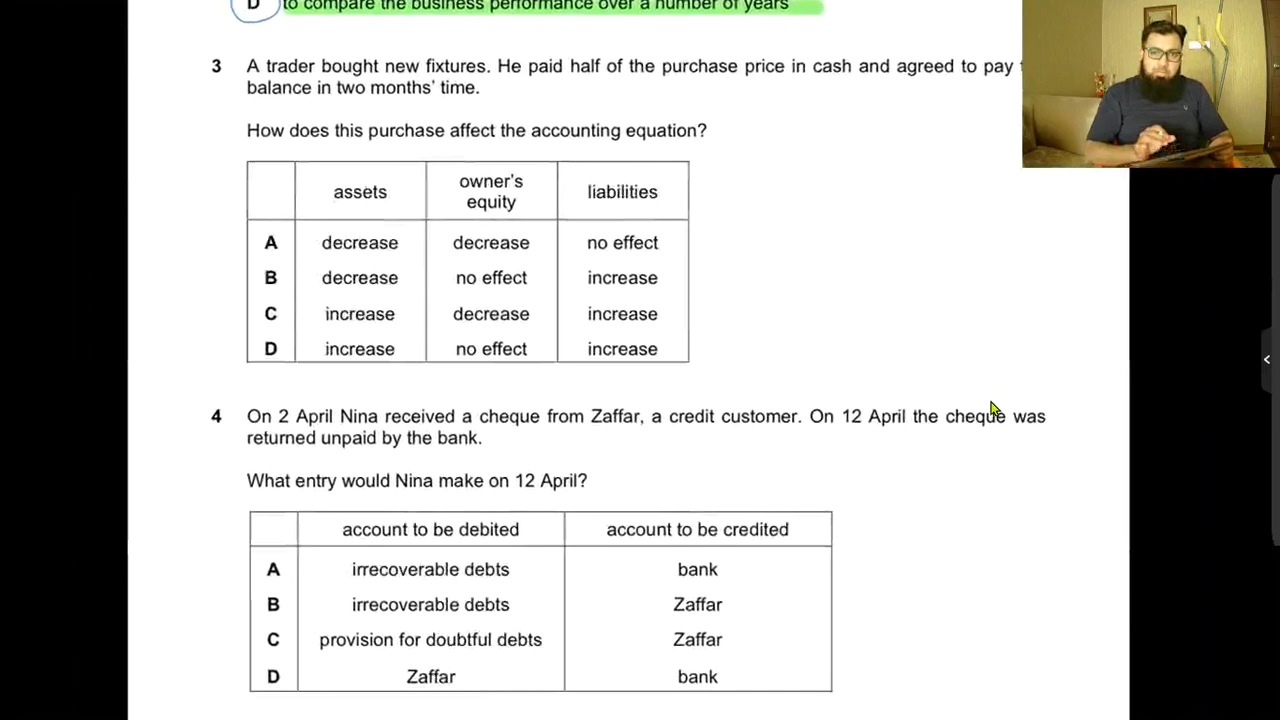 D to compare the business performance over a number of years
3 A trader bought new fixtures. He paid half of the purchase price in cash and agreed to pay
balance in two months' time.
How does this purchase affect the accounting equation?
assets owner's equity liabilities
A decrease decrease no effect
B decrease no effect increase
C increase decrease increase
D increase no effect increase
4 On 2 April Nina received a cheque from Zaffar, a credit customer. On 12 April the cheque was
returned unpaid by the bank.
What entry would Nina make on 12 April?
account to be debited account to be credited
A irrecoverable debts bank
B irrecoverable debts Zaffar
C provision for doubtful debts Zaffar
D Zaffar bank